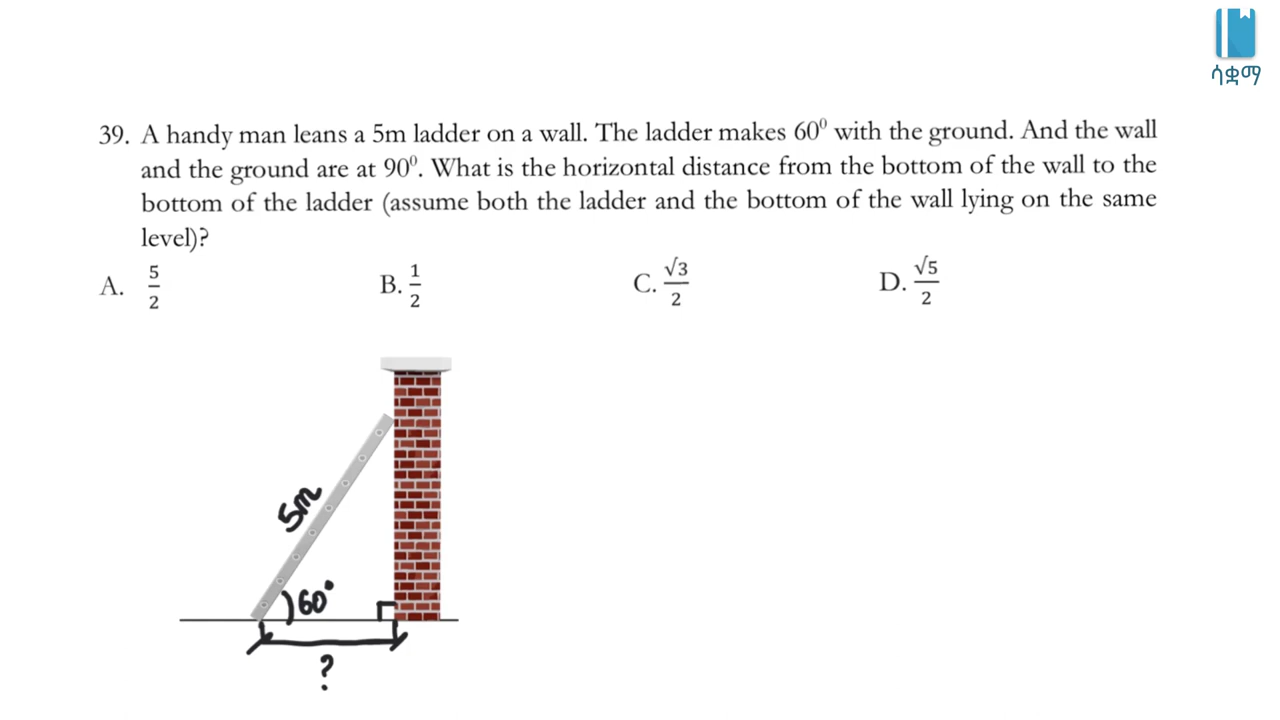 ሳቋማ
39. A handy man leans a 5m ladder on a wall. The ladder makes 60⁰ with the ground. And the wall
and the ground are at 90⁰. What is the horizontal distance from the bottom of the wall to the
bottom of the ladder (assume both the ladder and the bottom of the wall lying on the same
level)?
A. 5/2 B. 1/2 C. √3/2 D. √5/2
5m
60°
?